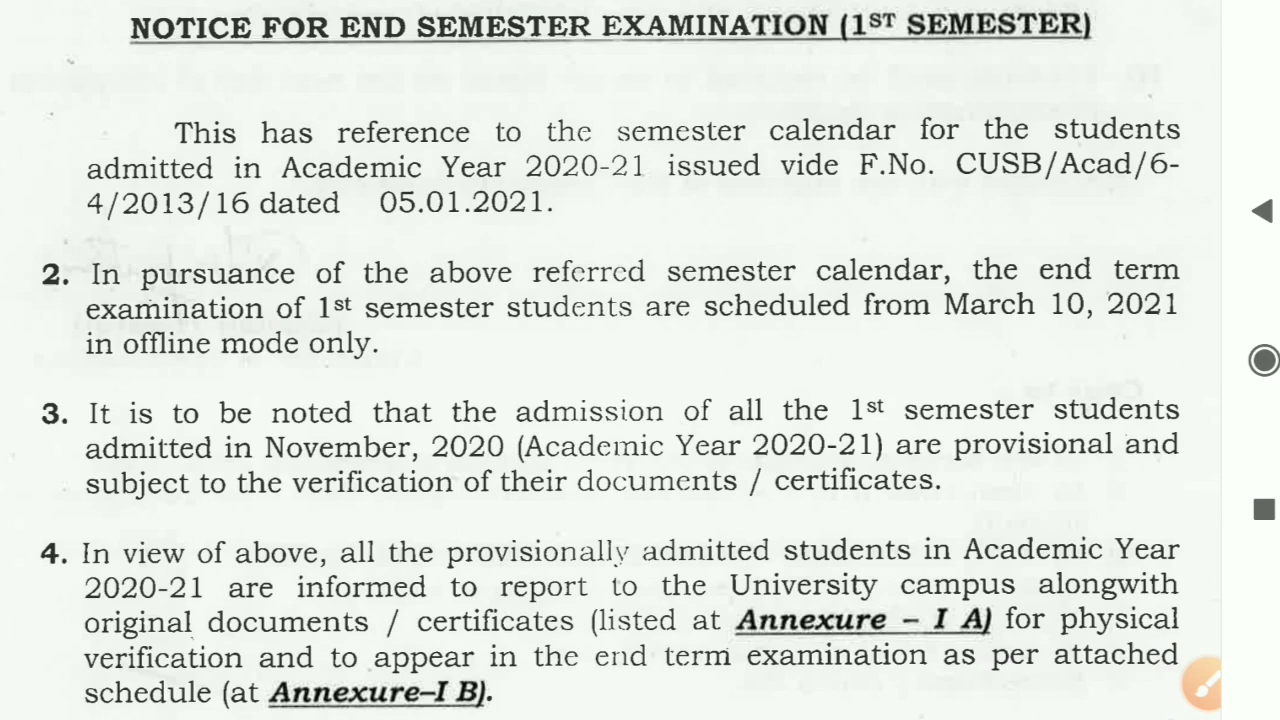 NOTICE FOR END SEMESTER EXAMINATION (1ST SEMESTER)
This has reference to the semester calendar for the students
admitted in Academic Year 2020-21 issued vide F.No. CUSB/Acad/6-
4/2013/16 dated 05.01.2021.
2. In pursuance of the above referred semester calendar, the end term
examination of 1st semester students are scheduled from March 10, 2021
in offline mode only.
3. It is to be noted that the admission of all the 1st semester students
admitted in November, 2020 (Academic Year 2020-21) are provisional and
subject to the verification of their documents / certificates.
4. In view of above, all the provisionally admitted students in Academic Year
2020-21 are informed to report to the University campus alongwith
original documents / certificates (listed at Annexure – I A) for physical
verification and to appear in the end term examination as per attached
schedule (at Annexure–I B).